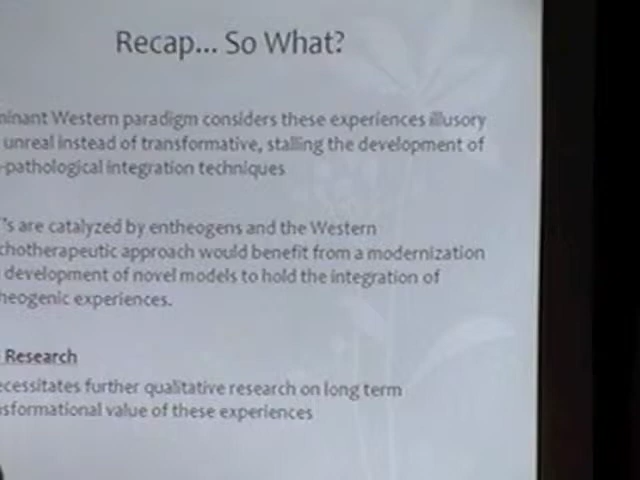 Recap... So What?
ninant Western paradigm considers these experiences illusory
unreal instead of transformative, stalling the development of
-pathological integration techniques
's are catalyzed by entheogens and the Western
chotherapeutic approach would benefit from a modernization
development of novel models to hold the integration of
heogenic experiences.
Research
ecessitates further qualitative research on long term
nsformational value of these experiences